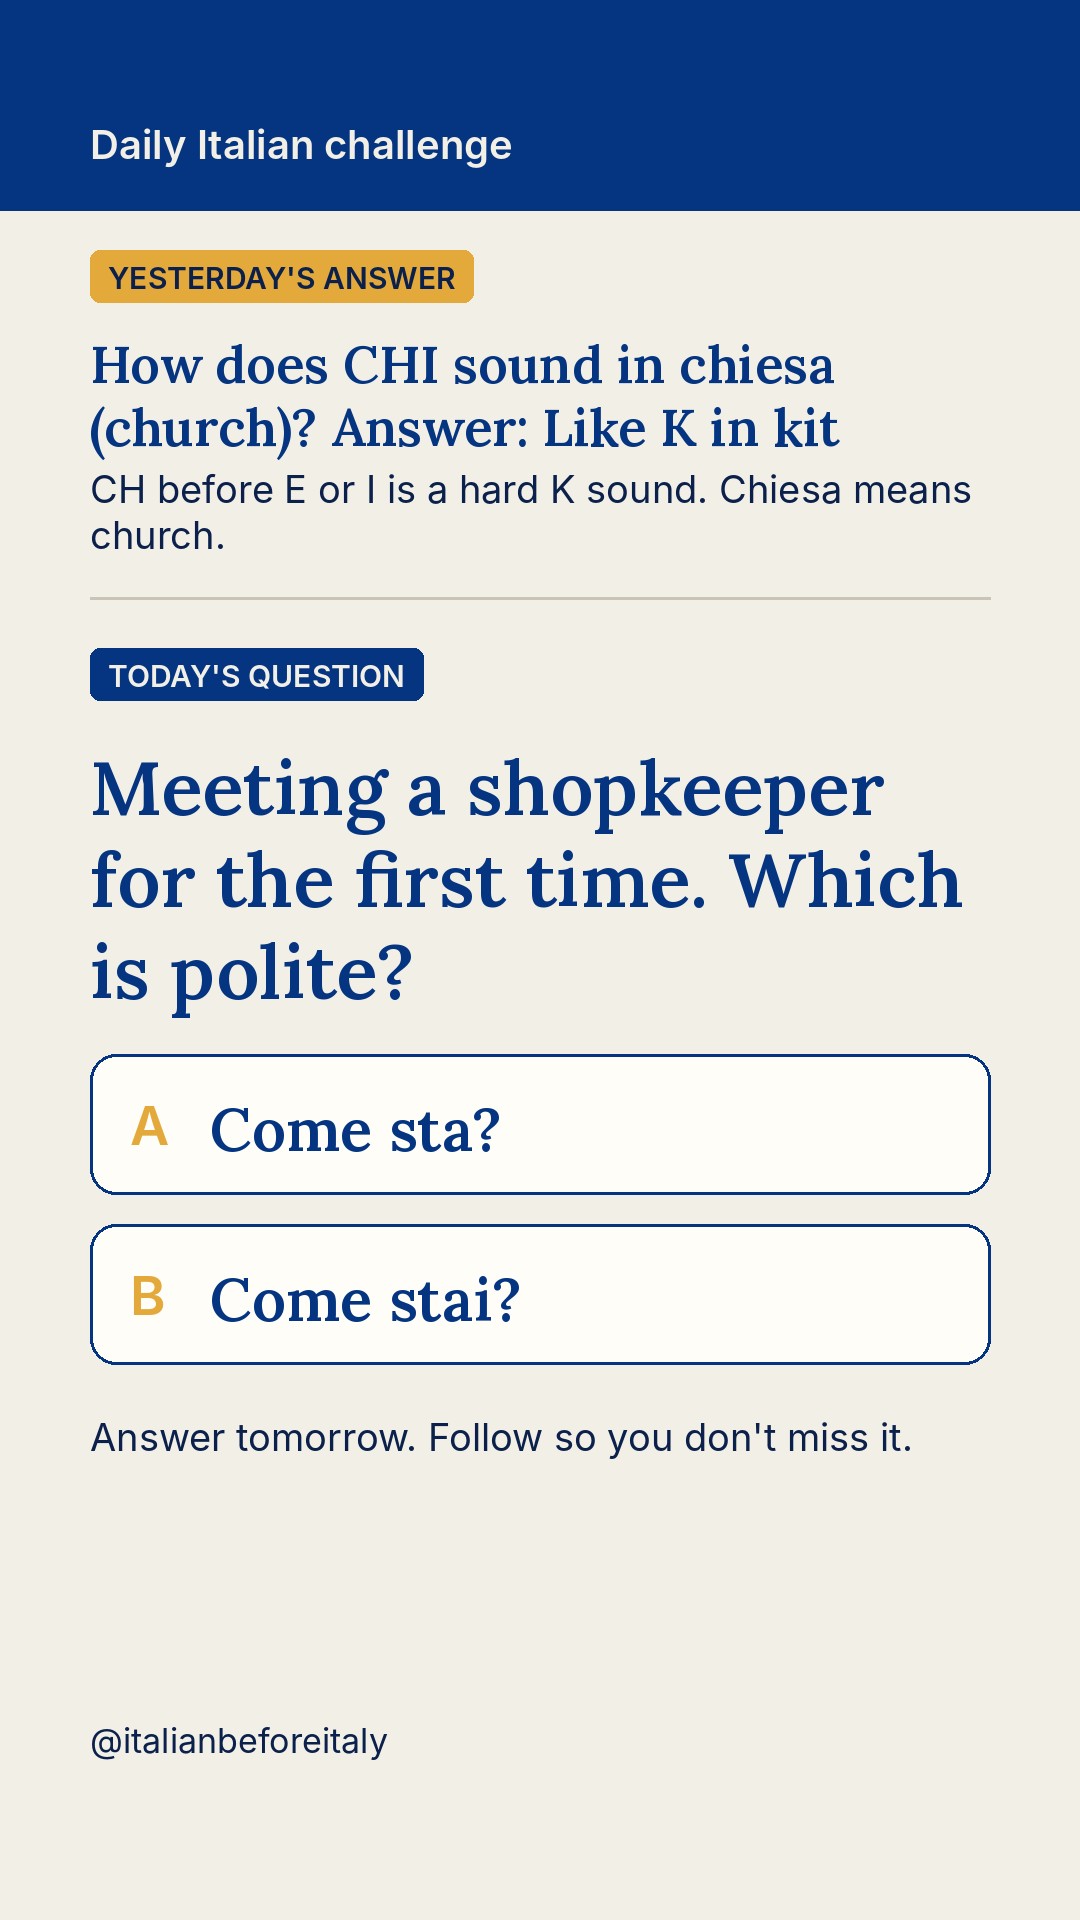 Daily Italian challenge
YESTERDAY'S ANSWER
How does CHI sound in chiesa
(church)? Answer: Like K in kit
CH before E or I is a hard K sound. Chiesa means
church.
TODAY'S QUESTION
Meeting a shopkeeper
for the first time. Which
is polite?
A Come sta?
B Come stai?
Answer tomorrow. Follow so you don't miss it.
@italianbeforeitaly